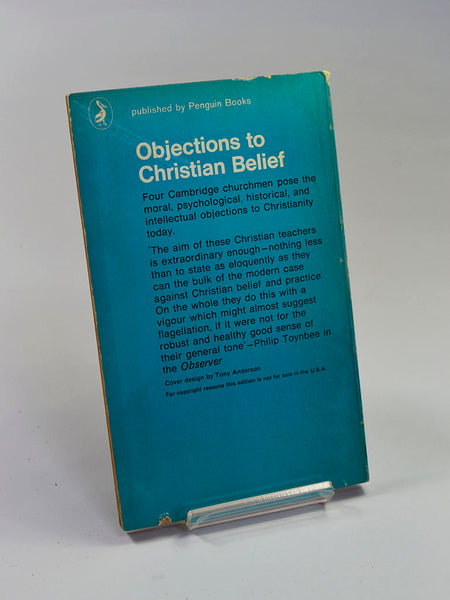 published by Penguin Books
Objections to
Christian Belief
Four Cambridge churchmen pose the
moral, psychological, historical, and
intellectual objections to Christianity
today.
'The aim of these Christian teachers
is extraordinary enough – nothing less
than to state as eloquently as they
can the bulk of the modern case
against Christian belief and practice.
On the whole they do this with a
vigour which might almost suggest
flagellation, if it were not for the
robust and healthy good sense of
their general tone' – Philip Toynbee in
the Observer
Cover design by Tony Anderson
For copyright reasons this edition is not for sale in the U.S.A.